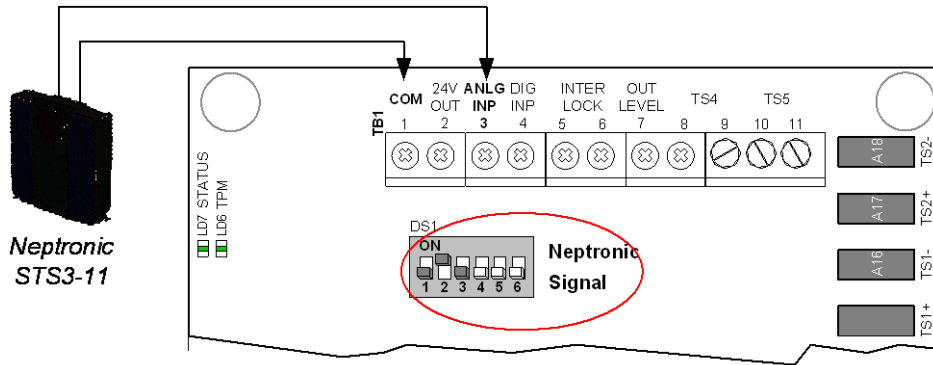 COM
24V OUT
ANLG INP
DIG INP
INTER LOCK
OUT LEVEL
TS4
TS5
TB1
1 2 3 4 5 6 7 8 9 10 11
LD7 STATUS
LD6 TPM
Neptronic
STS3-11
DS1
ON
1 2 3 4 5 6
Neptronic
Signal
A18
TS2-
A17
TS2+
A16
TS1-
TS1+